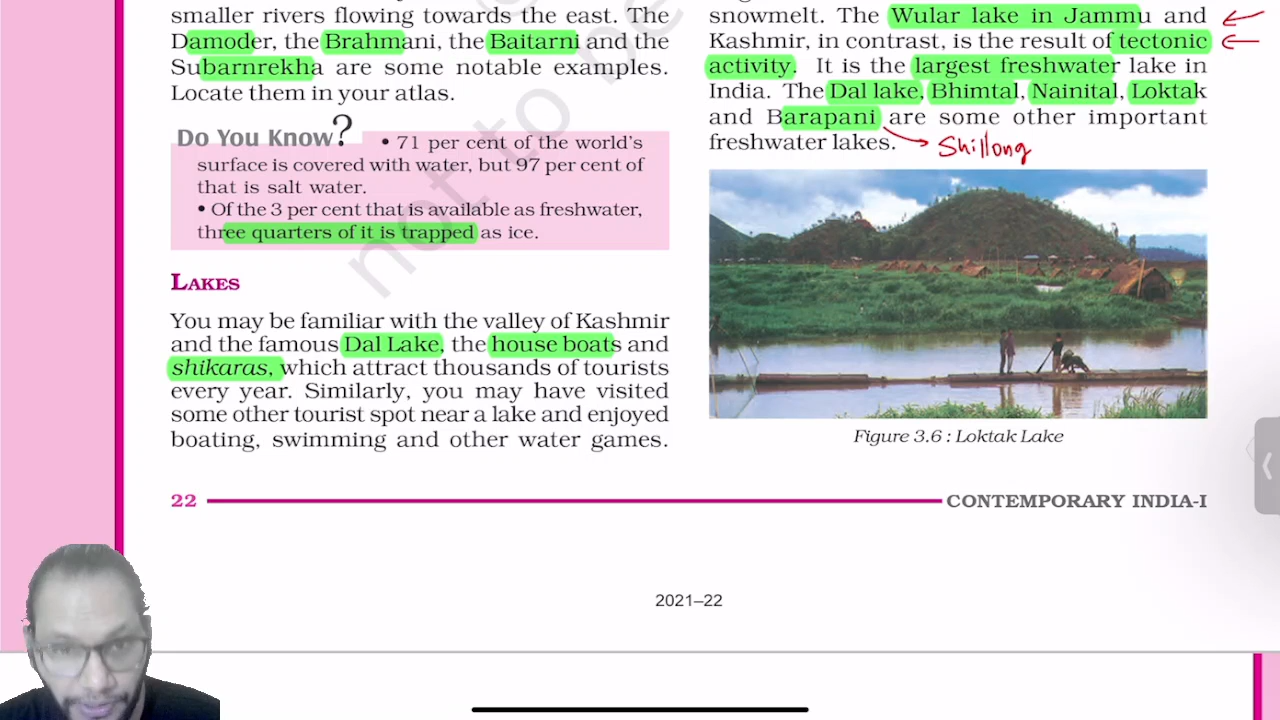 smaller rivers flowing towards the east. The
Damoder, the Brahmani, the Baitarni and the
Subarnrekha are some notable examples.
Locate them in your atlas.
Do You Know?
• 71 per cent of the world's
surface is covered with water, but 97 per cent of
that is salt water.
• Of the 3 per cent that is available as freshwater,
three quarters of it is trapped as ice.
LAKES
You may be familiar with the valley of Kashmir
and the famous Dal Lake, the house boats and
shikaras, which attract thousands of tourists
every year. Similarly, you may have visited
some other tourist spot near a lake and enjoyed
boating, swimming and other water games.
snowmelt. The Wular lake in Jammu and
Kashmir, in contrast, is the result of tectonic
activity. It is the largest freshwater lake in
India. The Dal lake, Bhimtal, Nainital, Loktak
and Barapani are some other important
freshwater lakes.
Shillong
Figure 3.6 : Loktak Lake
22
CONTEMPORARY INDIA-I
2021–22
not to be